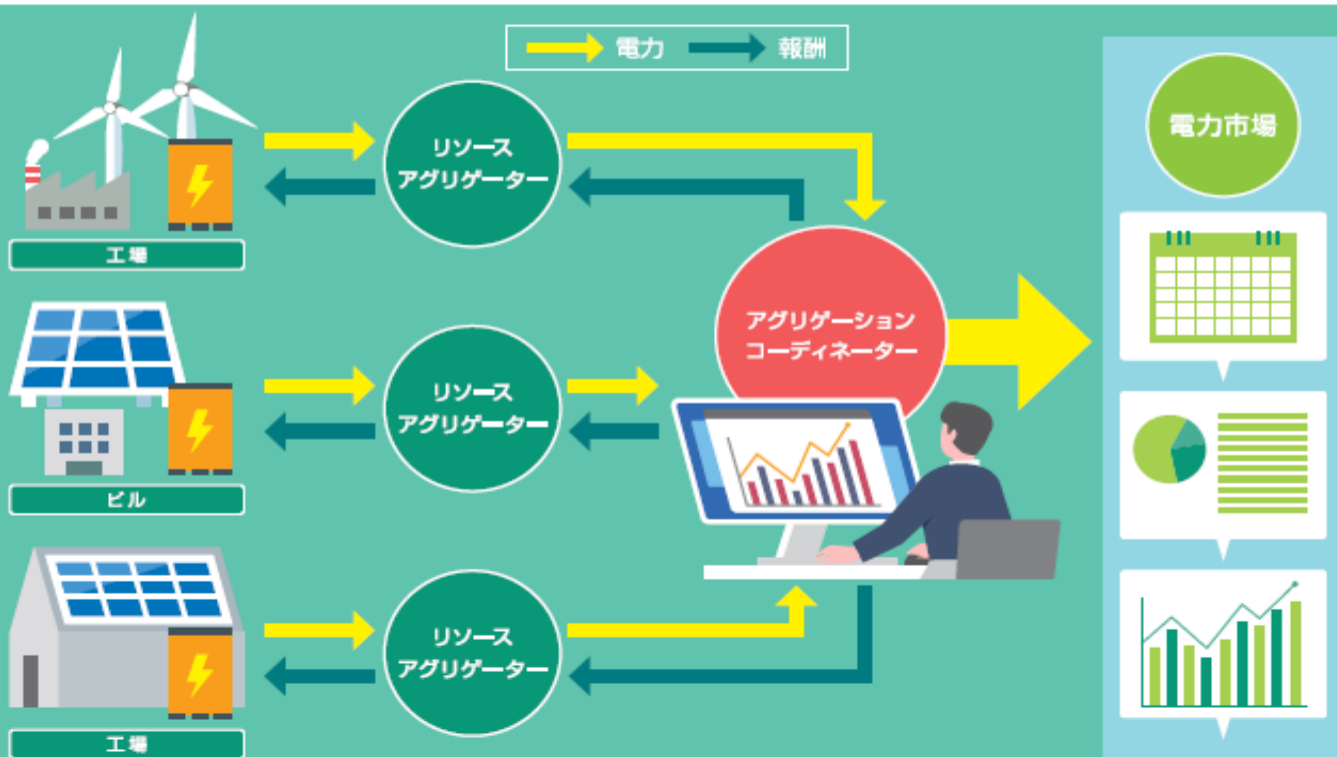 電力
報酬
電力市場
リソース
アグリゲーター
工場
アグリゲーション
コーディネーター
リソース
アグリゲーター
ビル
リソース
アグリゲーター
工場